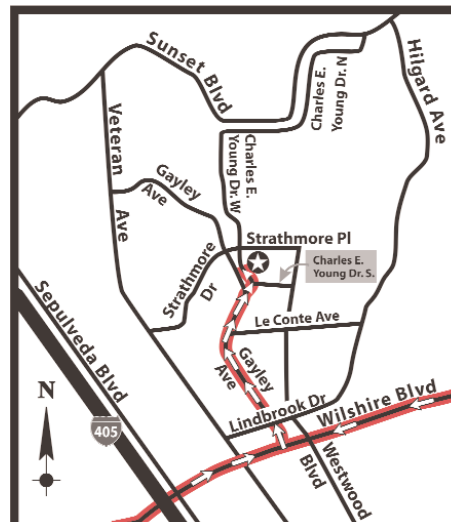 Sunset Blvd
Charles E.
Young Dr. N
Hilgard Ave
Veteran
Ave
Gayley
Ave
Charles E.
Young Dr. W
Strathmore Pl
Charles E.
Young Dr. S.
Strathmore
Dr
Sepulveda Blvd
Le Conte Ave
Gayley
Ave
N
405
Lindbrook Dr
Wilshire Blvd
Westwood
Blvd